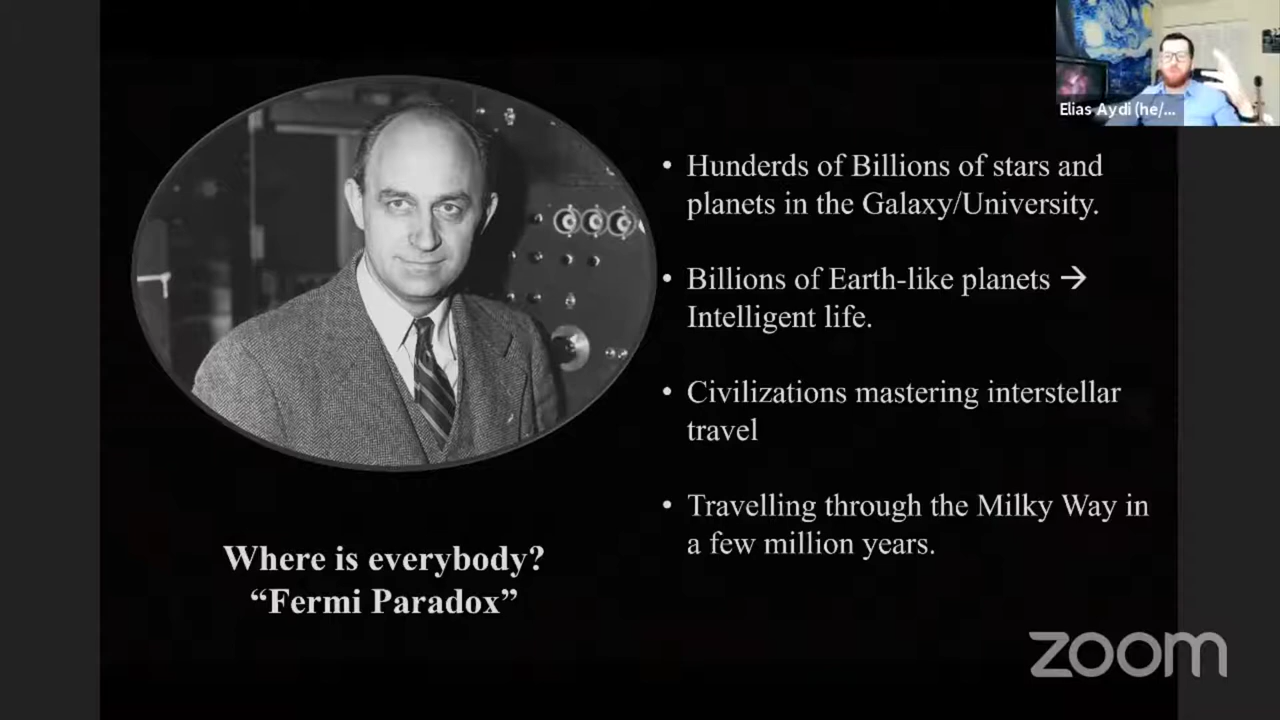 Elias Aydi (he/...
• Hunderds of Billions of stars and
planets in the Galaxy/University.
• Billions of Earth-like planets →
Intelligent life.
• Civilizations mastering interstellar
travel
• Travelling through the Milky Way in
a few million years.
Where is everybody?
“Fermi Paradox”
zoom